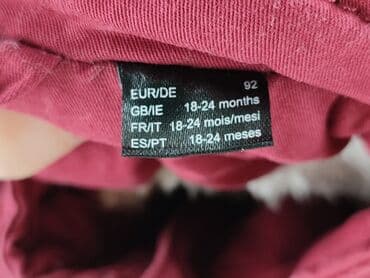 EUR/DE 92
GB/IE 18-24 months
FR/IT 18-24 mois/mesi
ES/PT 18-24 meses